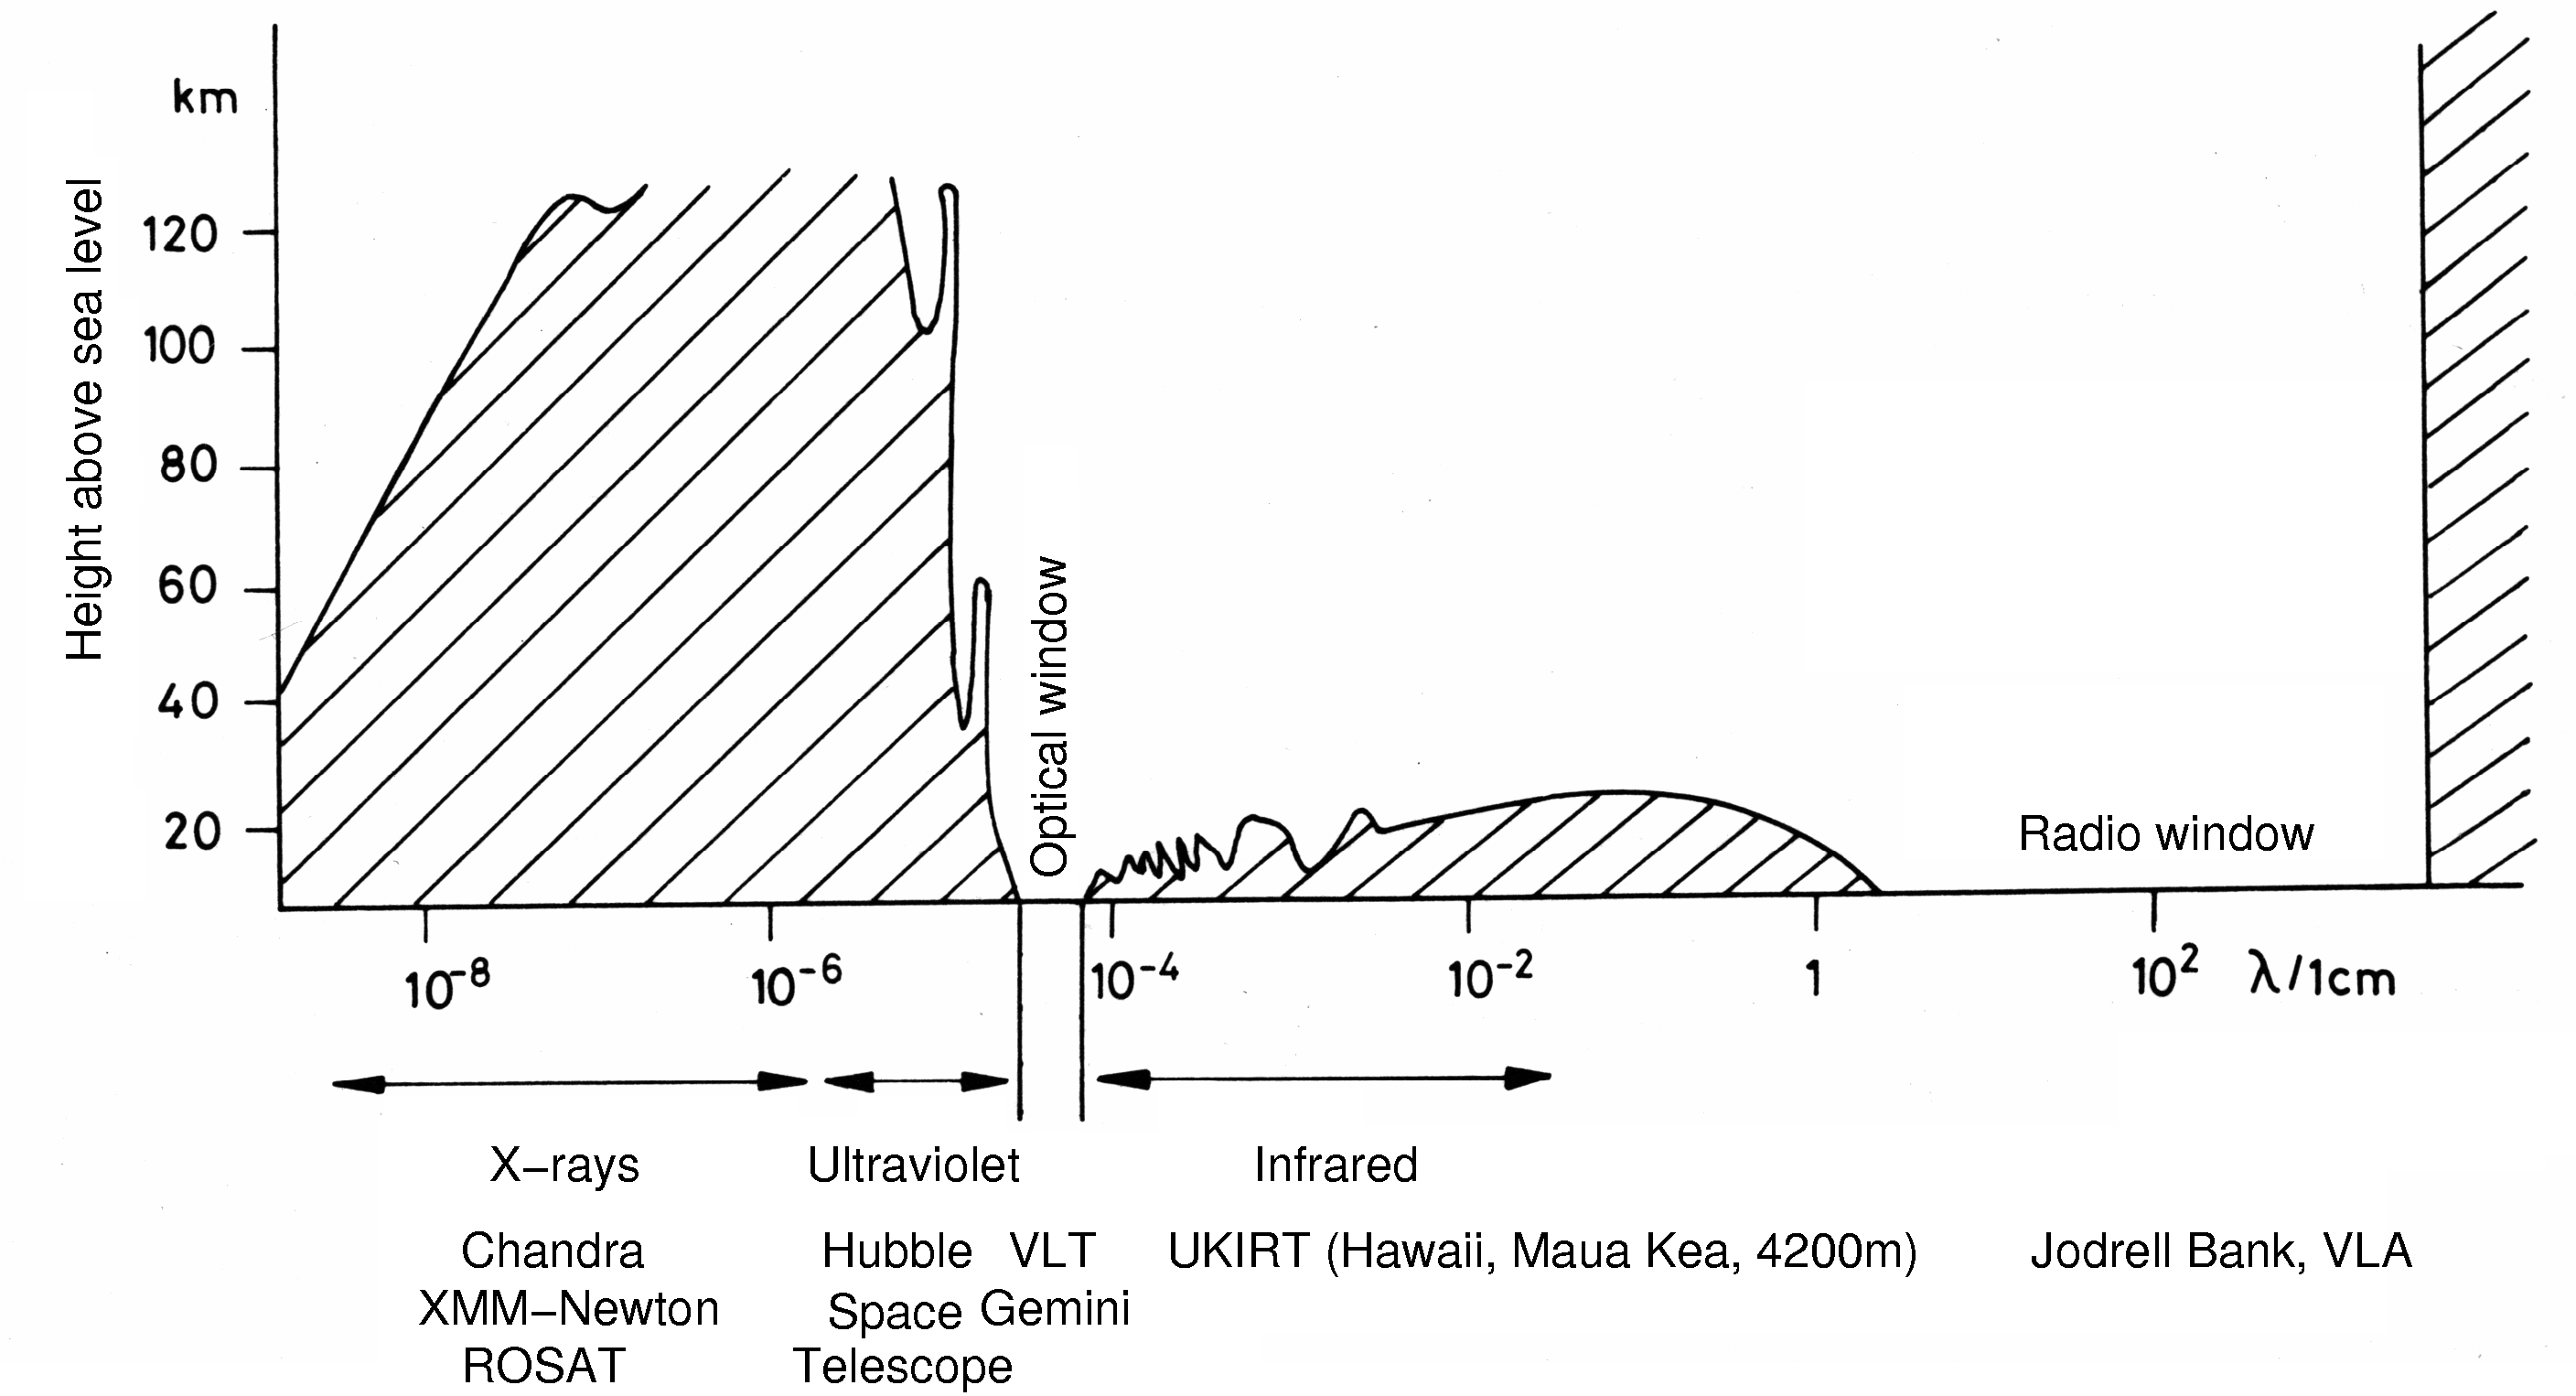 km
Height above sea level
120
100
80
60
40
20
Optical window
Radio window
10⁻⁸ 10⁻⁶ 10⁻⁴ 10⁻² 1 10² λ/1cm
X–rays Ultraviolet Infrared
Chandra Hubble VLT UKIRT (Hawaii, Maua Kea, 4200m) Jodrell Bank, VLA
XMM–Newton Space Gemini
ROSAT Telescope